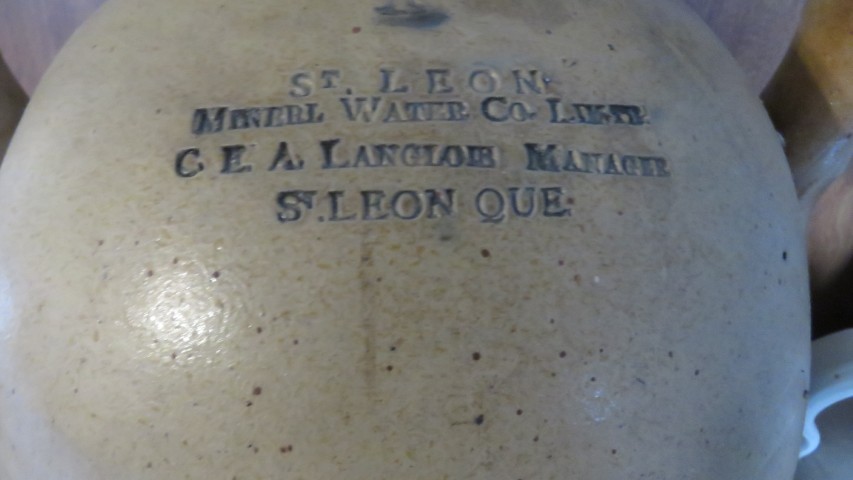 ST. LEON
MINERL WATER CO. LIMTD.
C. E. A. LANGLOIS MANAGER
ST. LEON QUE.